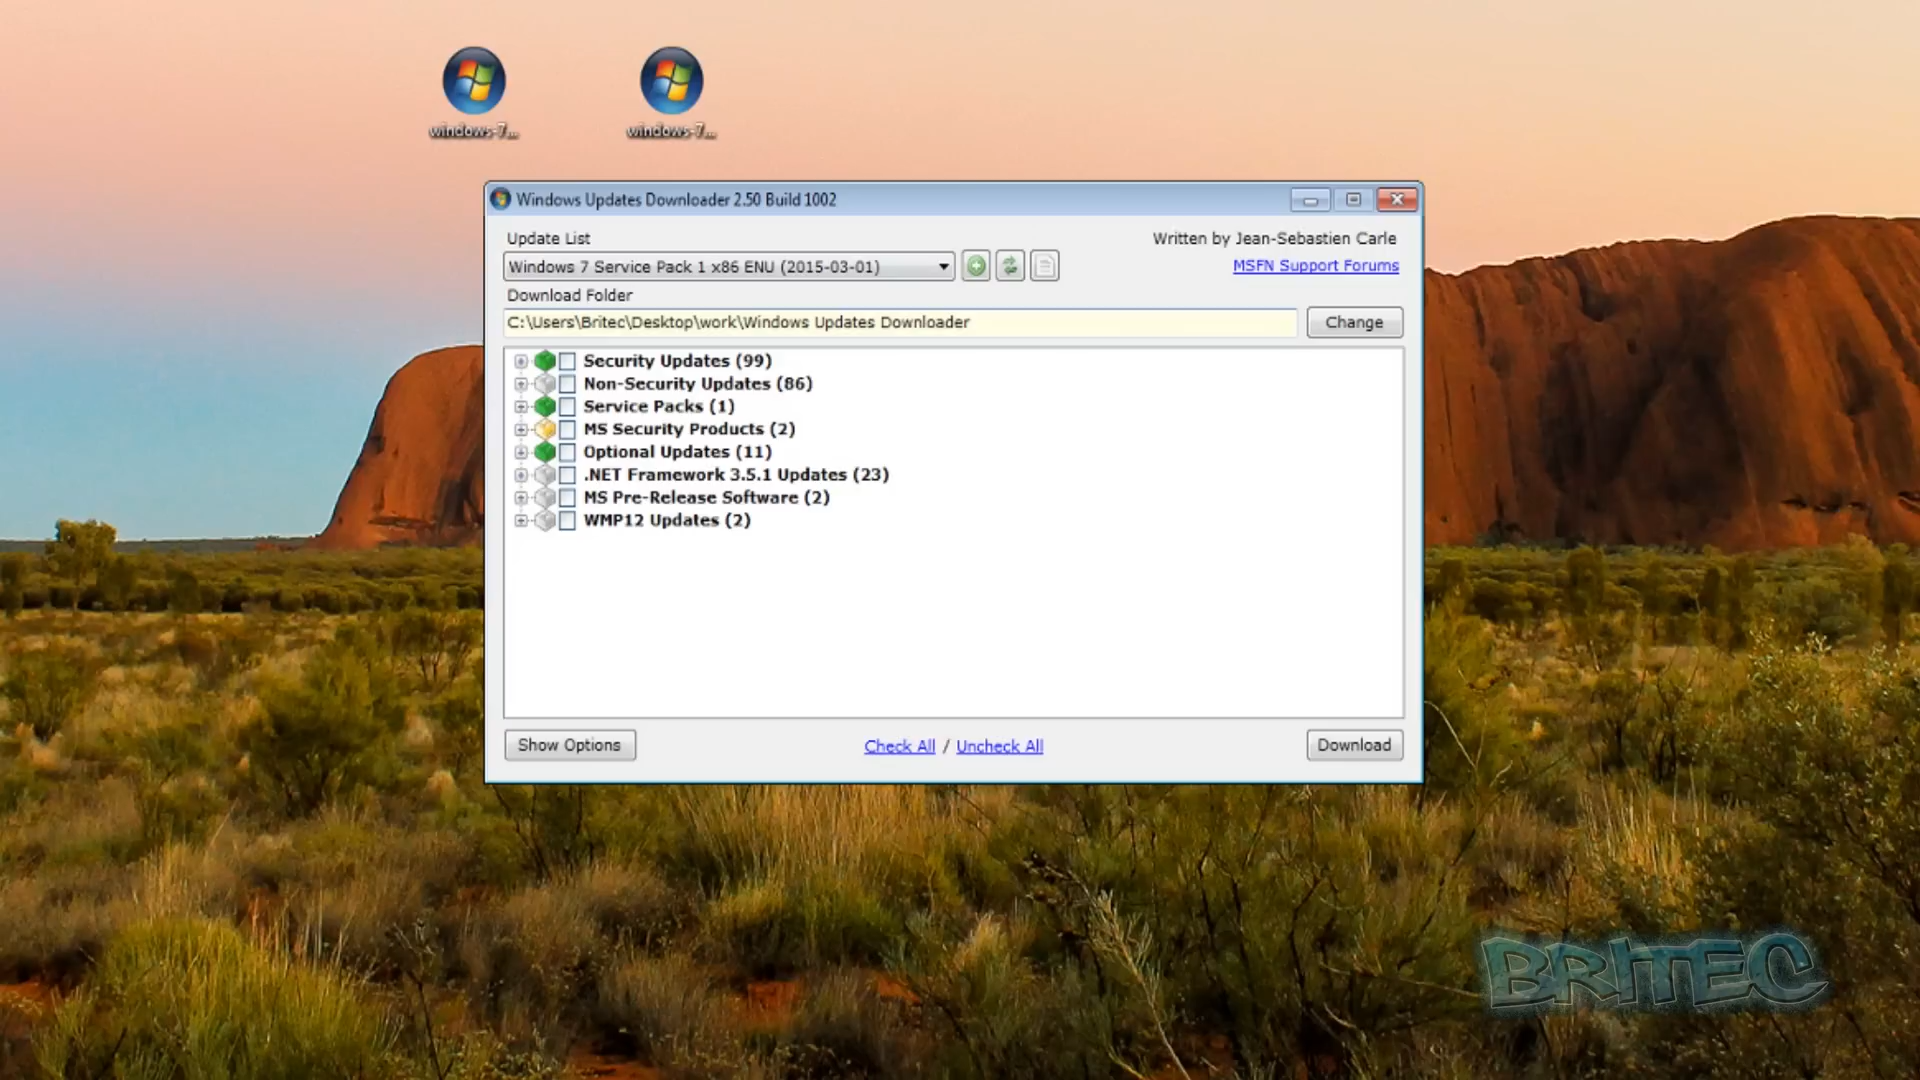 windows-7...
windows-7...
Windows Updates Downloader 2.50 Build 1002
Update List
Written by Jean-Sebastien Carle
Windows 7 Service Pack 1 x86 ENU (2015-03-01)
MSFN Support Forums
Download Folder
C:\Users\Britec\Desktop\work\Windows Updates Downloader
Change
Security Updates (99)
Non-Security Updates (86)
Service Packs (1)
MS Security Products (2)
Optional Updates (11)
.NET Framework 3.5.1 Updates (23)
MS Pre-Release Software (2)
WMP12 Updates (2)
Show Options
Check All / Uncheck All
Download
BRITEC